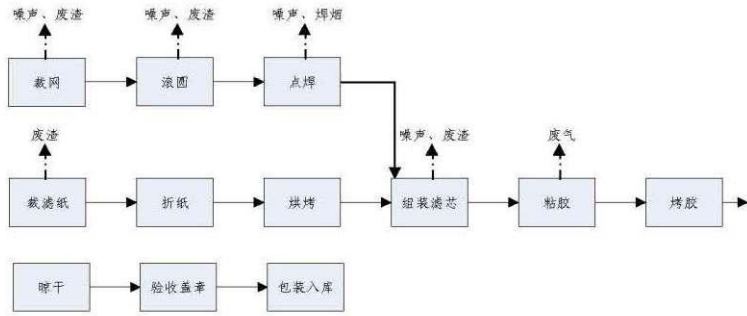 噪声、废渣 噪声、废渣 噪声、焊烟
裁网 滚圆 点焊
废渣 噪声、废渣 废气
裁滤纸 折纸 烘烤 组装滤芯 粘胶 烤胶
晾干 验收盖章 包装入库